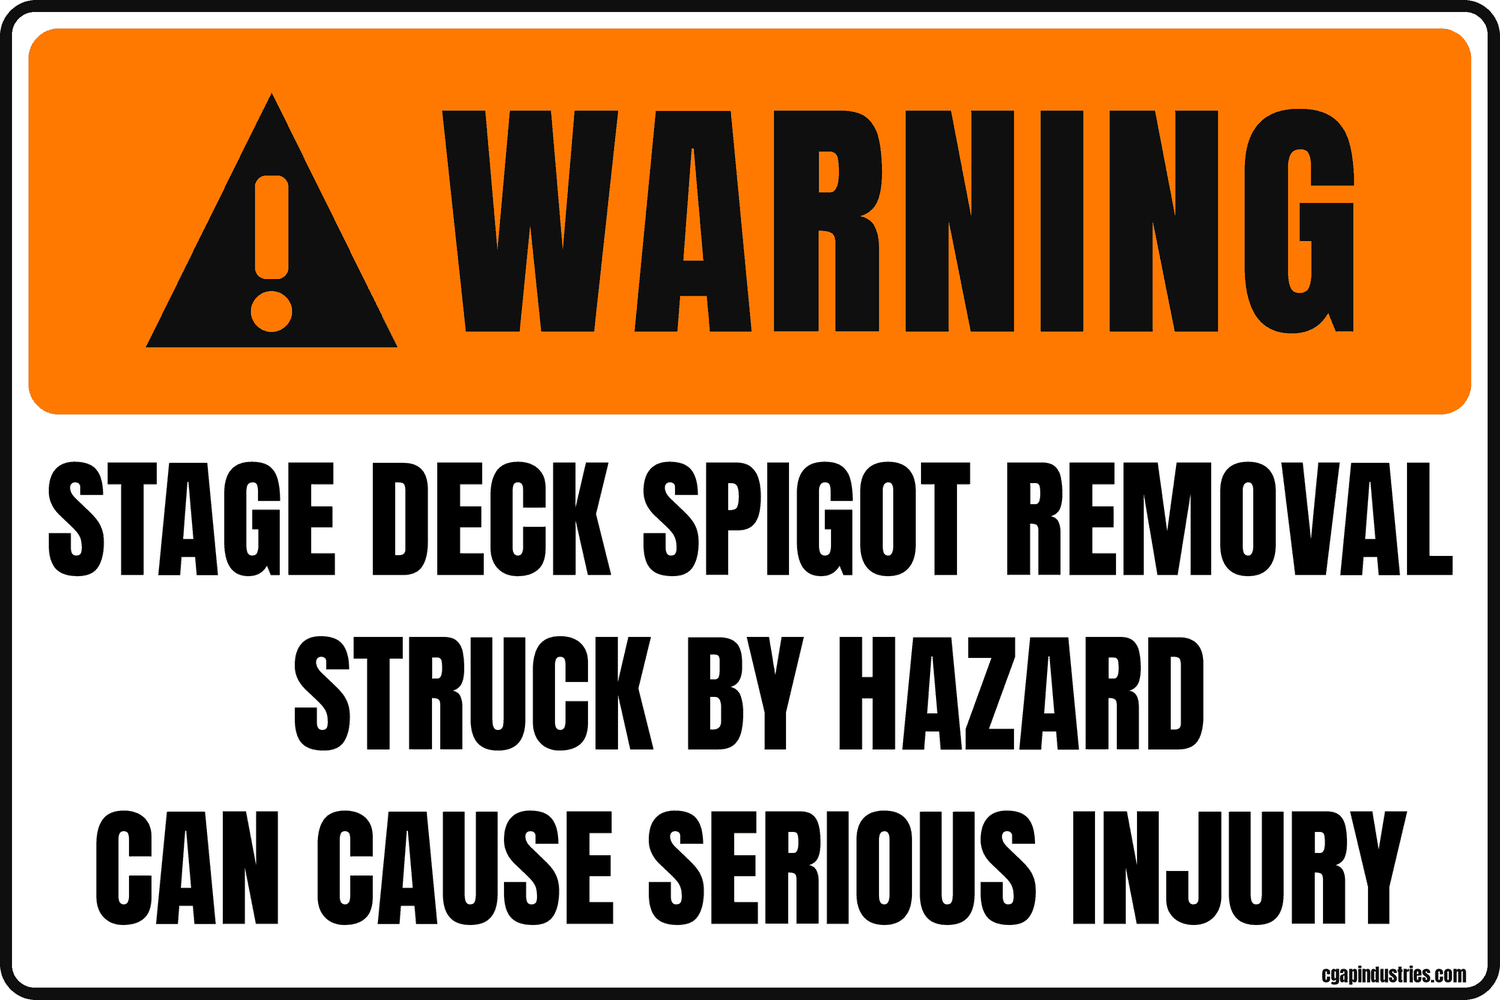 WARNING
STAGE DECK SPIGOT REMOVAL
STRUCK BY HAZARD
CAN CAUSE SERIOUS INJURY
cgapindustries.com